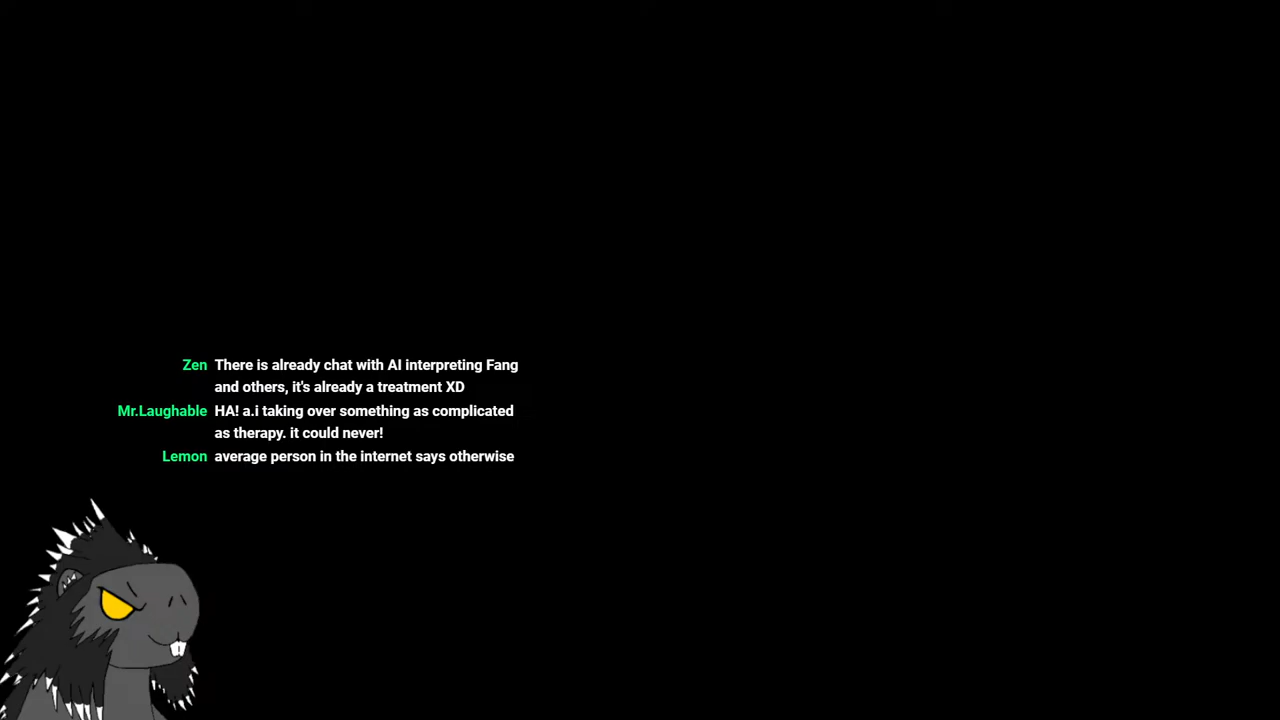 Zen There is already chat with AI interpreting Fang
and others, it's already a treatment XD
Mr.Laughable HA! a.i taking over something as complicated
as therapy. it could never!
Lemon average person in the internet says otherwise